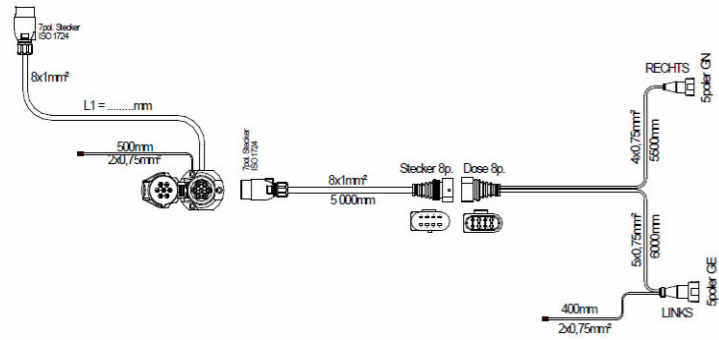 7pol. Stecker
ISO 1724
8x1mm²
L1 = .........mm
500mm
2x0,75mm²
7pol. Stecker
ISO 1724
8x1mm²
5 000mm
Stecker 8p.
Dose 8p.
RECHTS
5poler GN
4x0,75mm²
5500mm
5x0,75mm²
6000mm
5poler GE
LINKS
400mm
2x0,75mm²